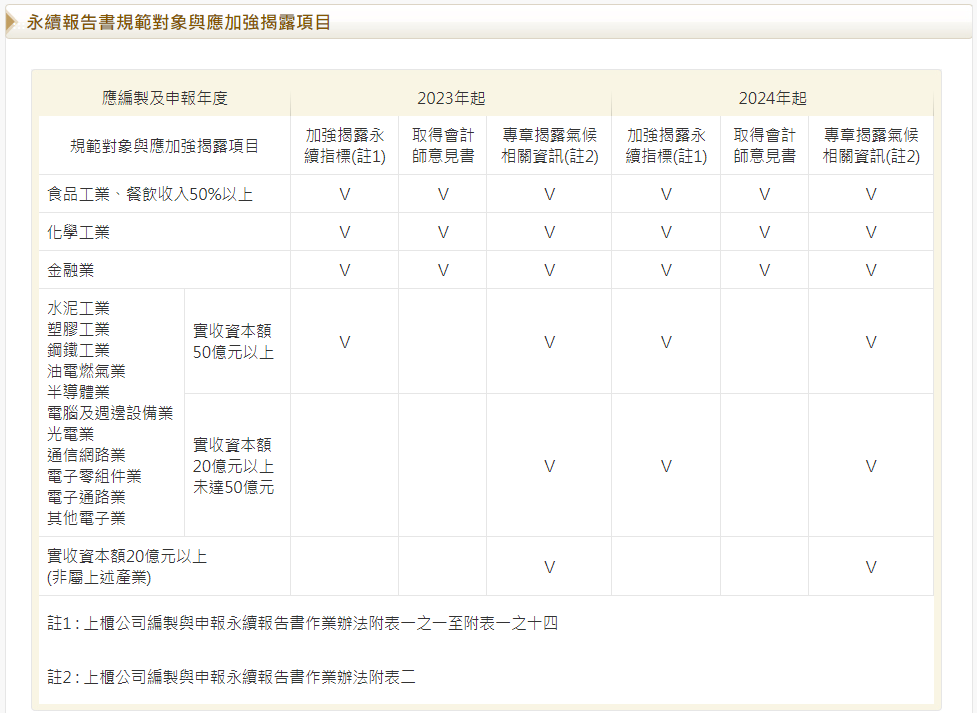 永續報告書規範對象與應加強揭露項目
應編製及申報年度 2023年起 2024年起
規範對象與應加強揭露項目
加強揭露永
續指標(註1)
取得會計
師意見書
專章揭露氣候
相關資訊(註2)
加強揭露永
續指標(註1)
取得會計
師意見書
專章揭露氣候
相關資訊(註2)
食品工業、餐飲收入50%以上 V V V V V V
化學工業 V V V V V V
金融業 V V V V V V
水泥工業
塑膠工業
鋼鐵工業
油電燃氣業
半導體業
電腦及週邊設備業
光電業
通信網路業
電子零組件業
電子通路業
其他電子業
實收資本額
50億元以上
V V V V
實收資本額
20億元以上
未達50億元
V V V
實收資本額20億元以上
(非屬上述產業)
V V
註1 : 上櫃公司編製與申報永續報告書作業辦法附表一之一至附表一之十四
註2 : 上櫃公司編製與申報永續報告書作業辦法附表二